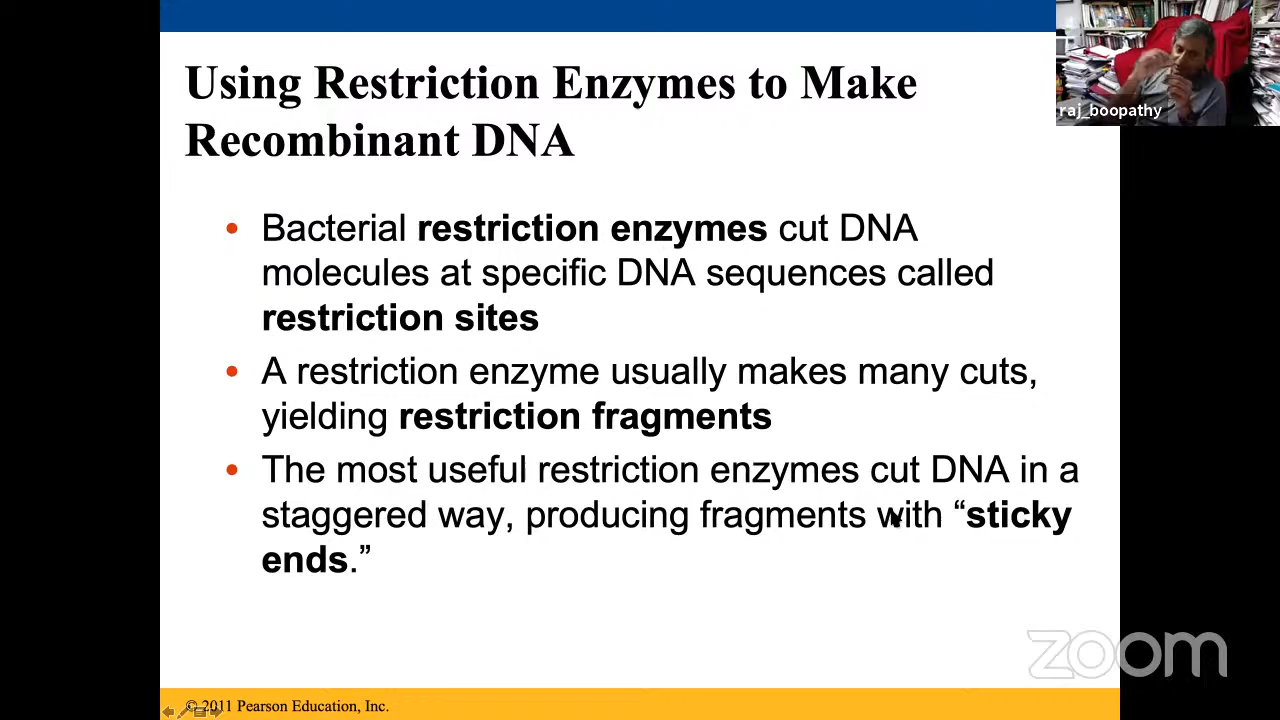 Using Restriction Enzymes to Make
Recombinant DNA
raj_boopathy
• Bacterial restriction enzymes cut DNA
molecules at specific DNA sequences called
restriction sites
• A restriction enzyme usually makes many cuts,
yielding restriction fragments
• The most useful restriction enzymes cut DNA in a
staggered way, producing fragments with “sticky
ends.”
zoom
© 2011 Pearson Education, Inc.